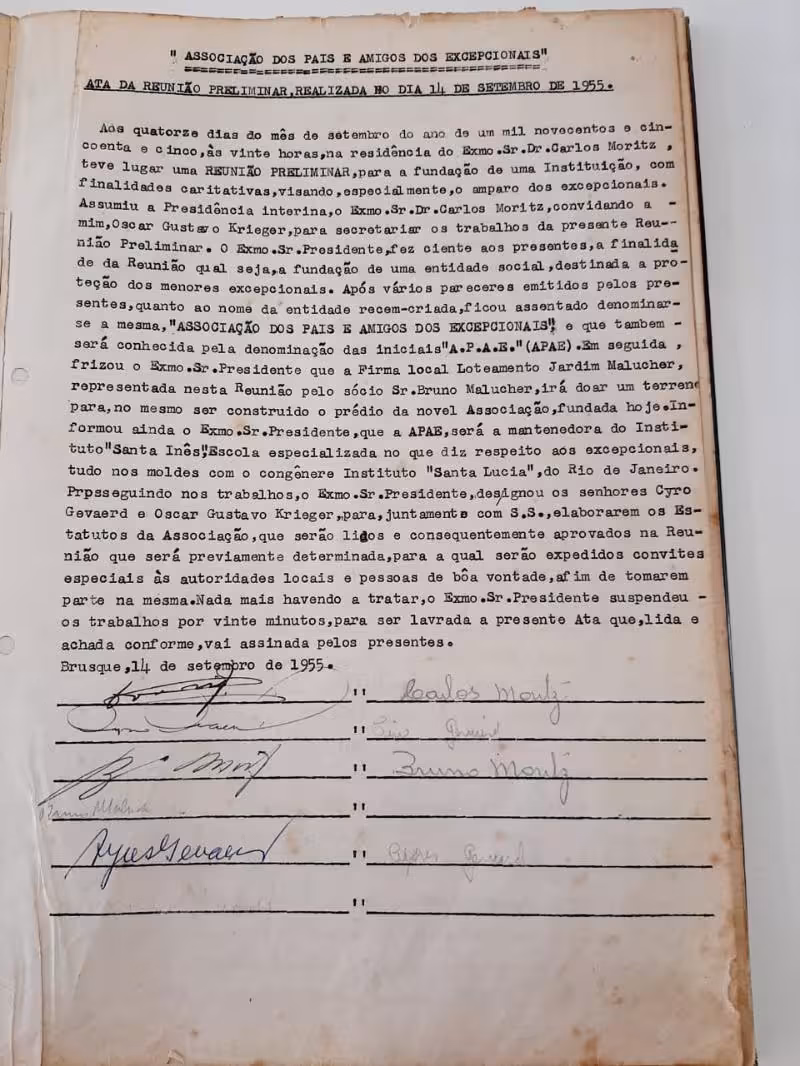 " ASSOCIAÇÃO DOS PAIS E AMIGOS DOS EXCEPCIONAIS"
ATA DA REUNIÃO PRELIMINAR,REALIZADA NO DIA 14 DE SETEMBRO DE 1955.
Aos quatorze dias do mês de setembro do ano de um mil novecentos e cin-
coenta e cinco,às vinte horas,na residência do Exmo.Sr.Dr.Carlos Moritz ,
teve lugar uma REUNIÃO PRELIMINAR,para a fundação de uma Instituição, com
finalidades caritativas,visando,especialmente,o amparo dos excepcionais.
Assumiu a Presidência interina,o Exmo.Sr.Dr.Carlos Moritz,convidando a -
mim,Oscar Gustavo Krieger,para secretariar os trabalhos da presente Reu--
nião Preliminar. O Exmo.Sr.Presidente,fez ciente aos presentes,a finalida
de da Reunião qual seja,a fundação de uma entidade social,destinada a pro-
teção dos menores excepcionais. Após vários pareceres emitidos pelos pre-
sentes,quanto ao nome da entidade recem-criada,ficou assentado denominar-
se a mesma,"ASSOCIAÇÃO DOS PAIS E AMIGOS DOS EXCEPCIONAIS", e que tambem -
será conhecida pela denominação das iniciais"A.P.A.E."(APAE).Em seguida ,
frizou o Exmo.Sr.Presidente que a Firma local Loteamento Jardim Malucher,
representada nesta Reunião pelo sócio Sr.Bruno Malucher,irá doar um terreno
para,no mesmo ser construido o prédio da novel Associação,fundada hoje.In-
formou ainda o Exmo.Sr.Presidente,que a APAE,será a mantenedora do Insti-
tuto"Santa Inês",Escola especializada no que diz respeito aos excepcionais,
tudo nos moldes com o congênere Instituto "Santa Lucia",do Rio de Janeiro.
Prpsseguindo nos trabalhos,o Exmo.Sr.Presidente,designou os senhores Cyro
Gevaerd e Oscar Gustavo Krieger,para,juntamente com S.S.,elaborarem os Es-
tatutos da Associação,que serão lidos e consequentemente aprovados na Reu-
nião que será previamente determinada,para a qual serão expedidos convites
especiais às autoridades locais e pessoas de bôa vontade,afim de tomarem
parte na mesma.Nada mais havendo a tratar,o Exmo.Sr.Presidente suspendeu -
os trabalhos por vinte minutos,para ser lavrada a presente Ata que,lida e
achada conforme,vai assinada pelos presentes.
Brusque,14 de setembro de 1955.
" Carlos Moritz
"
" Bruno Moritz
"
Ayres Gevaerd "
"